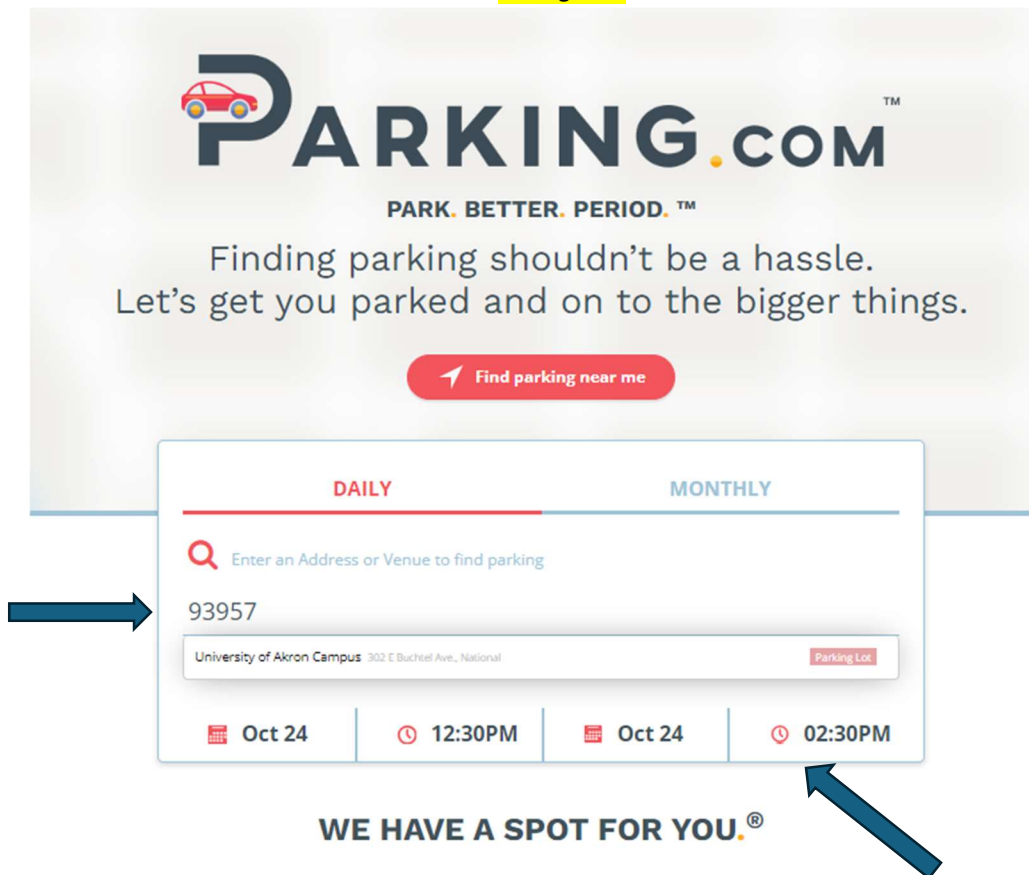 PARKING.COM™
PARK. BETTER. PERIOD. ™
Finding parking shouldn’t be a hassle.
Let’s get you parked and on to the bigger things.
Find parking near me
DAILY MONTHLY
Enter an Address or Venue to find parking
93957
University of Akron Campus 302 E Buchtel Ave., National Parking Lot
Oct 24 12:30PM Oct 24 02:30PM
WE HAVE A SPOT FOR YOU.®